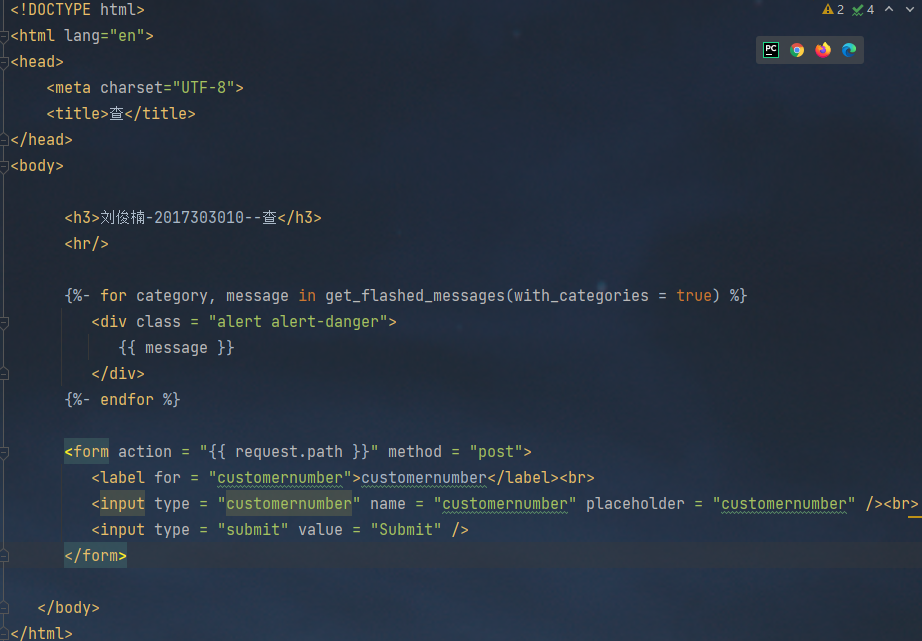 <!DOCTYPE html>
2 4
<html lang="en">
PC
<head>
<meta charset="UTF-8">
<title>查</title>
</head>
<body>
<h3>刘俊楠-2017303010--查</h3>
<hr/>
{%- for category, message in get_flashed_messages(with_categories = true) %}
<div class = "alert alert-danger">
{{ message }}
</div>
{%- endfor %}
<form action = "{{ request.path }}" method = "post">
<label for = "customernumber">customernumber</label><br>
<input type = "customernumber" name = "customernumber" placeholder = "customernumber" /><br>
<input type = "submit" value = "Submit" />
</form>
</body>
</html>